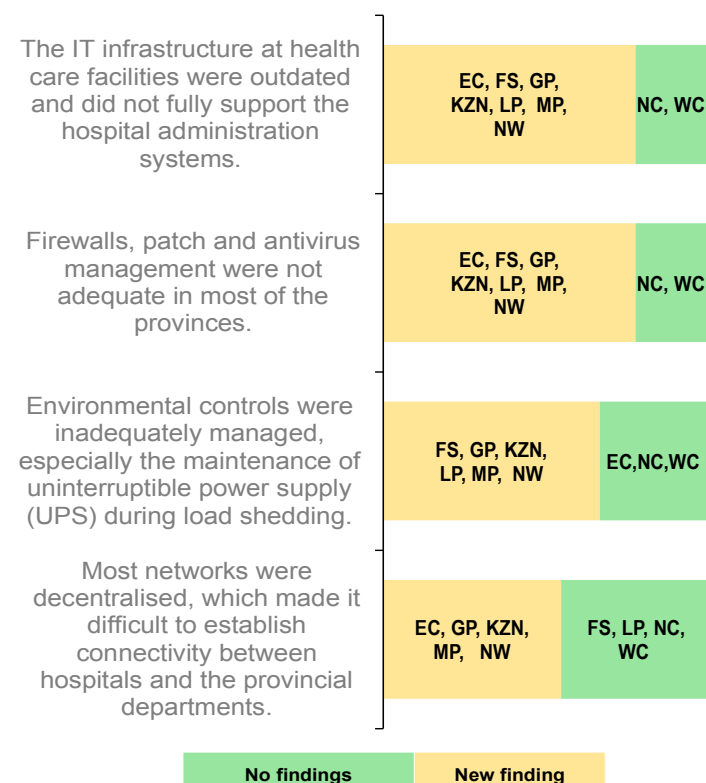 The IT infrastructure at health
care facilities were outdated
and did not fully support the
hospital administration
systems.
EC, FS, GP,
KZN, LP, MP,
NW
NC, WC
Firewalls, patch and antivirus
management were not
adequate in most of the
provinces.
EC, FS, GP,
KZN, LP, MP,
NW
NC, WC
Environmental controls were
inadequately managed,
especially the maintenance of
uninterruptible power supply
(UPS) during load shedding.
FS, GP, KZN,
LP, MP, NW
EC,NC,WC
Most networks were
decentralised, which made it
difficult to establish
connectivity between
hospitals and the provincial
departments.
EC, GP, KZN,
MP, NW
FS, LP, NC,
WC
No findings
New finding